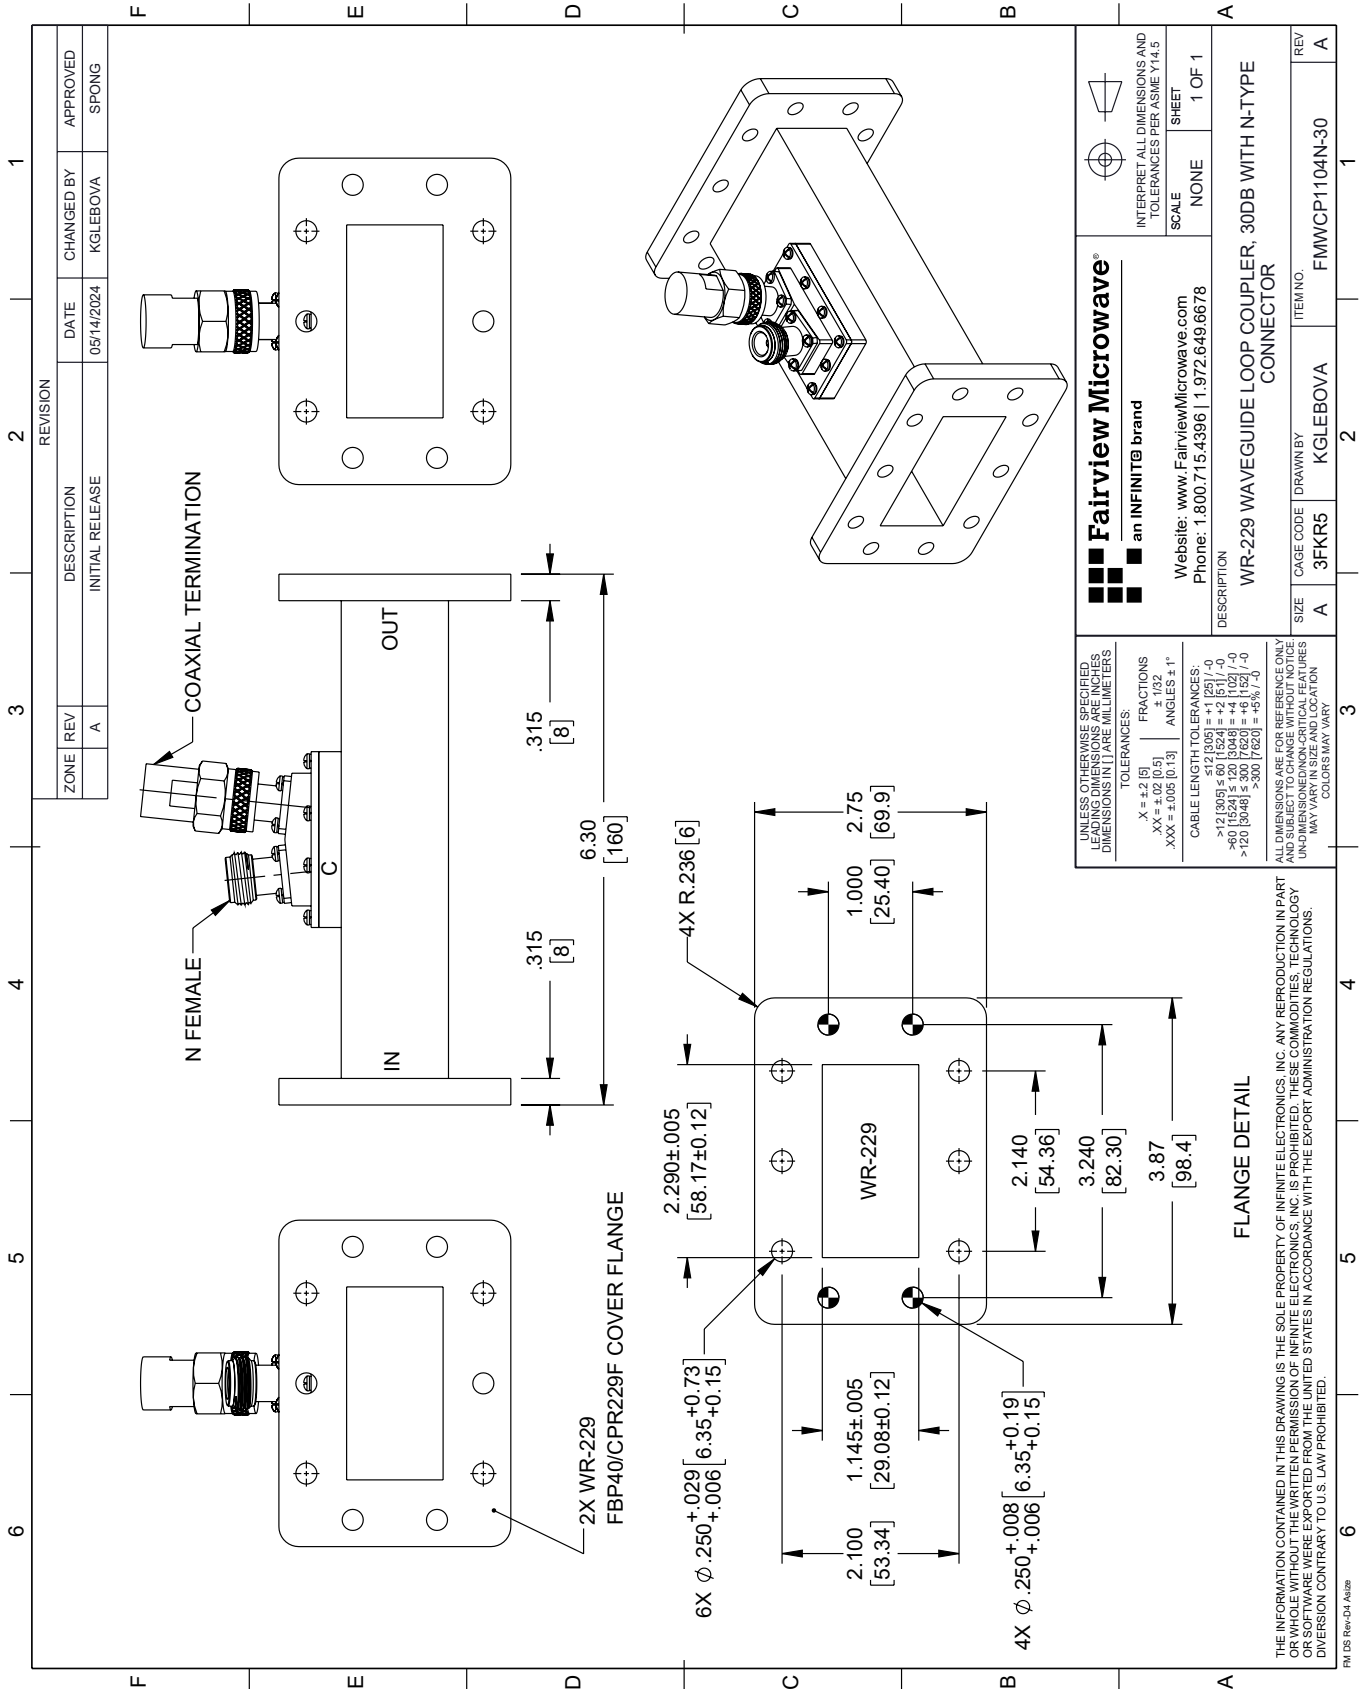 REVISION
ZONE REV DESCRIPTION DATE CHANGED BY APPROVED
A INITIAL RELEASE 05/14/2024 KGLEBOVA SPONG
6 5 4 3 2 1
F
E
D
C
B
A
N FEMALE
COAXIAL TERMINATION
C
IN
OUT
2X WR-229
FBP40/CPR229F COVER FLANGE
.315
[8]
.315
[8]
6.30
[160]
6X ⌀.250 +.029 +.006 [6.35 +0.73 +0.15]
2.290±.005
[58.17±0.12]
4X R.236 [6]
WR-229
2.100
[53.34]
1.145±.005
[29.08±0.12]
1.000
[25.40]
2.75
[69.9]
4X ⌀.250 +.008 +.006 [6.35 +0.19 +0.15]
2.140
[54.36]
3.240
[82.30]
3.87
[98.4]
FLANGE DETAIL
THE INFORMATION CONTAINED IN THIS DRAWING IS THE SOLE PROPERTY OF INFINITE ELECTRONICS, INC. ANY REPRODUCTION IN PART
OR WHOLE WITHOUT THE WRITTEN PERMISSION OF INFINITE ELECTRONICS, INC. IS PROHIBITED. THESE COMMODITIES, TECHNOLOGY
OR SOFTWARE WERE EXPORTED FROM THE UNITED STATES IN ACCORDANCE WITH THE EXPORT ADMINISTRATION REGULATIONS.
DIVERSION CONTRARY TO U.S. LAW PROHIBITED.
UNLESS OTHERWISE SPECIFIED
LEADING DIMENSIONS ARE INCHES
DIMENSIONS IN [ ] ARE MILLIMETERS
TOLERANCES:
.X = ±.2 [5] FRACTIONS
.XX = ±.02 [0.5] ± 1/32
.XXX = ±.005 [0.13] ANGLES ± 1°
CABLE LENGTH TOLERANCES:
≤12 [305] = +1 [25] / -0
>12 [305] ≤ 60 [1524] = +2 [51] / -0
>60 [1524] ≤ 120 [3048] = +4 [102] / -0
>120 [3048] ≤ 300 [7620] = +6 [152] / -0
>300 [7620] = +5% / -0
ALL DIMENSIONS ARE FOR REFERENCE ONLY
AND SUBJECT TO CHANGE WITHOUT NOTICE.
UN-DIMENSIONED/NON-CRITICAL FEATURES
MAY VARY IN SIZE AND LOCATION
COLORS MAY VARY
Fairview Microwave®
an INFINIT@ brand
Website: www.FairviewMicrowave.com
Phone: 1.800.715.4396 | 1.972.649.6678
INTERPRET ALL DIMENSIONS AND
TOLERANCES PER ASME Y14.5
SCALE NONE
SHEET 1 OF 1
DESCRIPTION
WR-229 WAVEGUIDE LOOP COUPLER, 30DB WITH N-TYPE
CONNECTOR
SIZE CAGE CODE DRAWN BY ITEM NO. REV
A 3FKR5 KGLEBOVA FMWCP1104N-30 A
6 5 4 3 2 1
F
E
D
C
B
A
FM DS Rev-D4 Asize